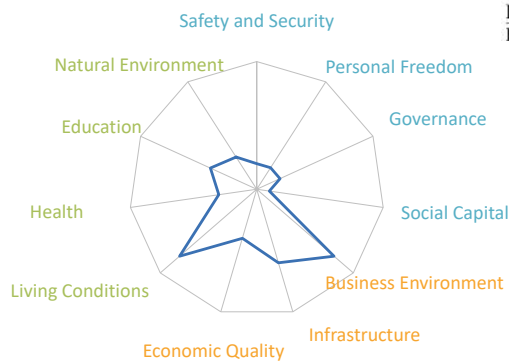 Safety and Security
Natural Environment
Personal Freedom
Education
Governance
Health
Social Capital
Living Conditions
Business Environment
Infrastructure
Economic Quality